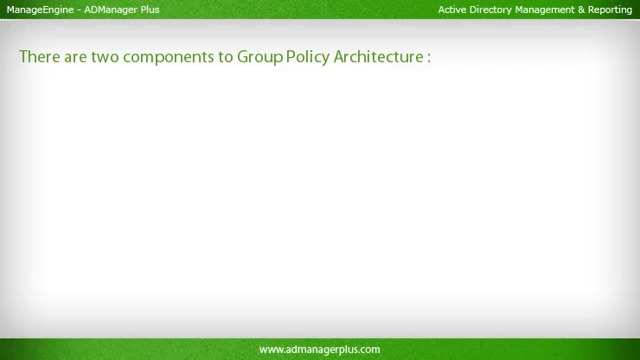 ManageEngine - ADManager Plus
Active Directory Management & Reporting
There are two components to Group Policy Architecture :
www.admanagerplus.com